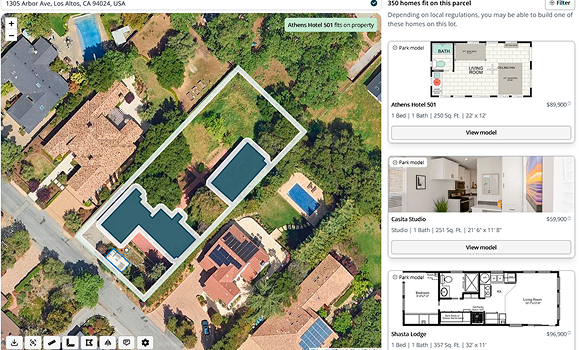 1305 Arbor Ave, Los Altos, CA 94024, USA
+
−
Athens Hotel 501 fits on property
350 homes fit on this parcel
Filter
Depending on local regulations, you may be able to build one of
these homes on this lot.
Park model
BATH
LIVING
ROOM
Athens Hotel 501
$89,900
1 Bed | 1 Bath | 250 Sq. Ft. | 22' x 12'
View model
Park model
Casita Studio
$59,900
Studio | 1 Bath | 251 Sq. Ft. | 21' 6" x 11' 8"
View model
Park model
Bedroom
Living Room
Shasta Lodge
$96,900
1 Bed | 1 Bath | 357 Sq. Ft. | 32' x 11'